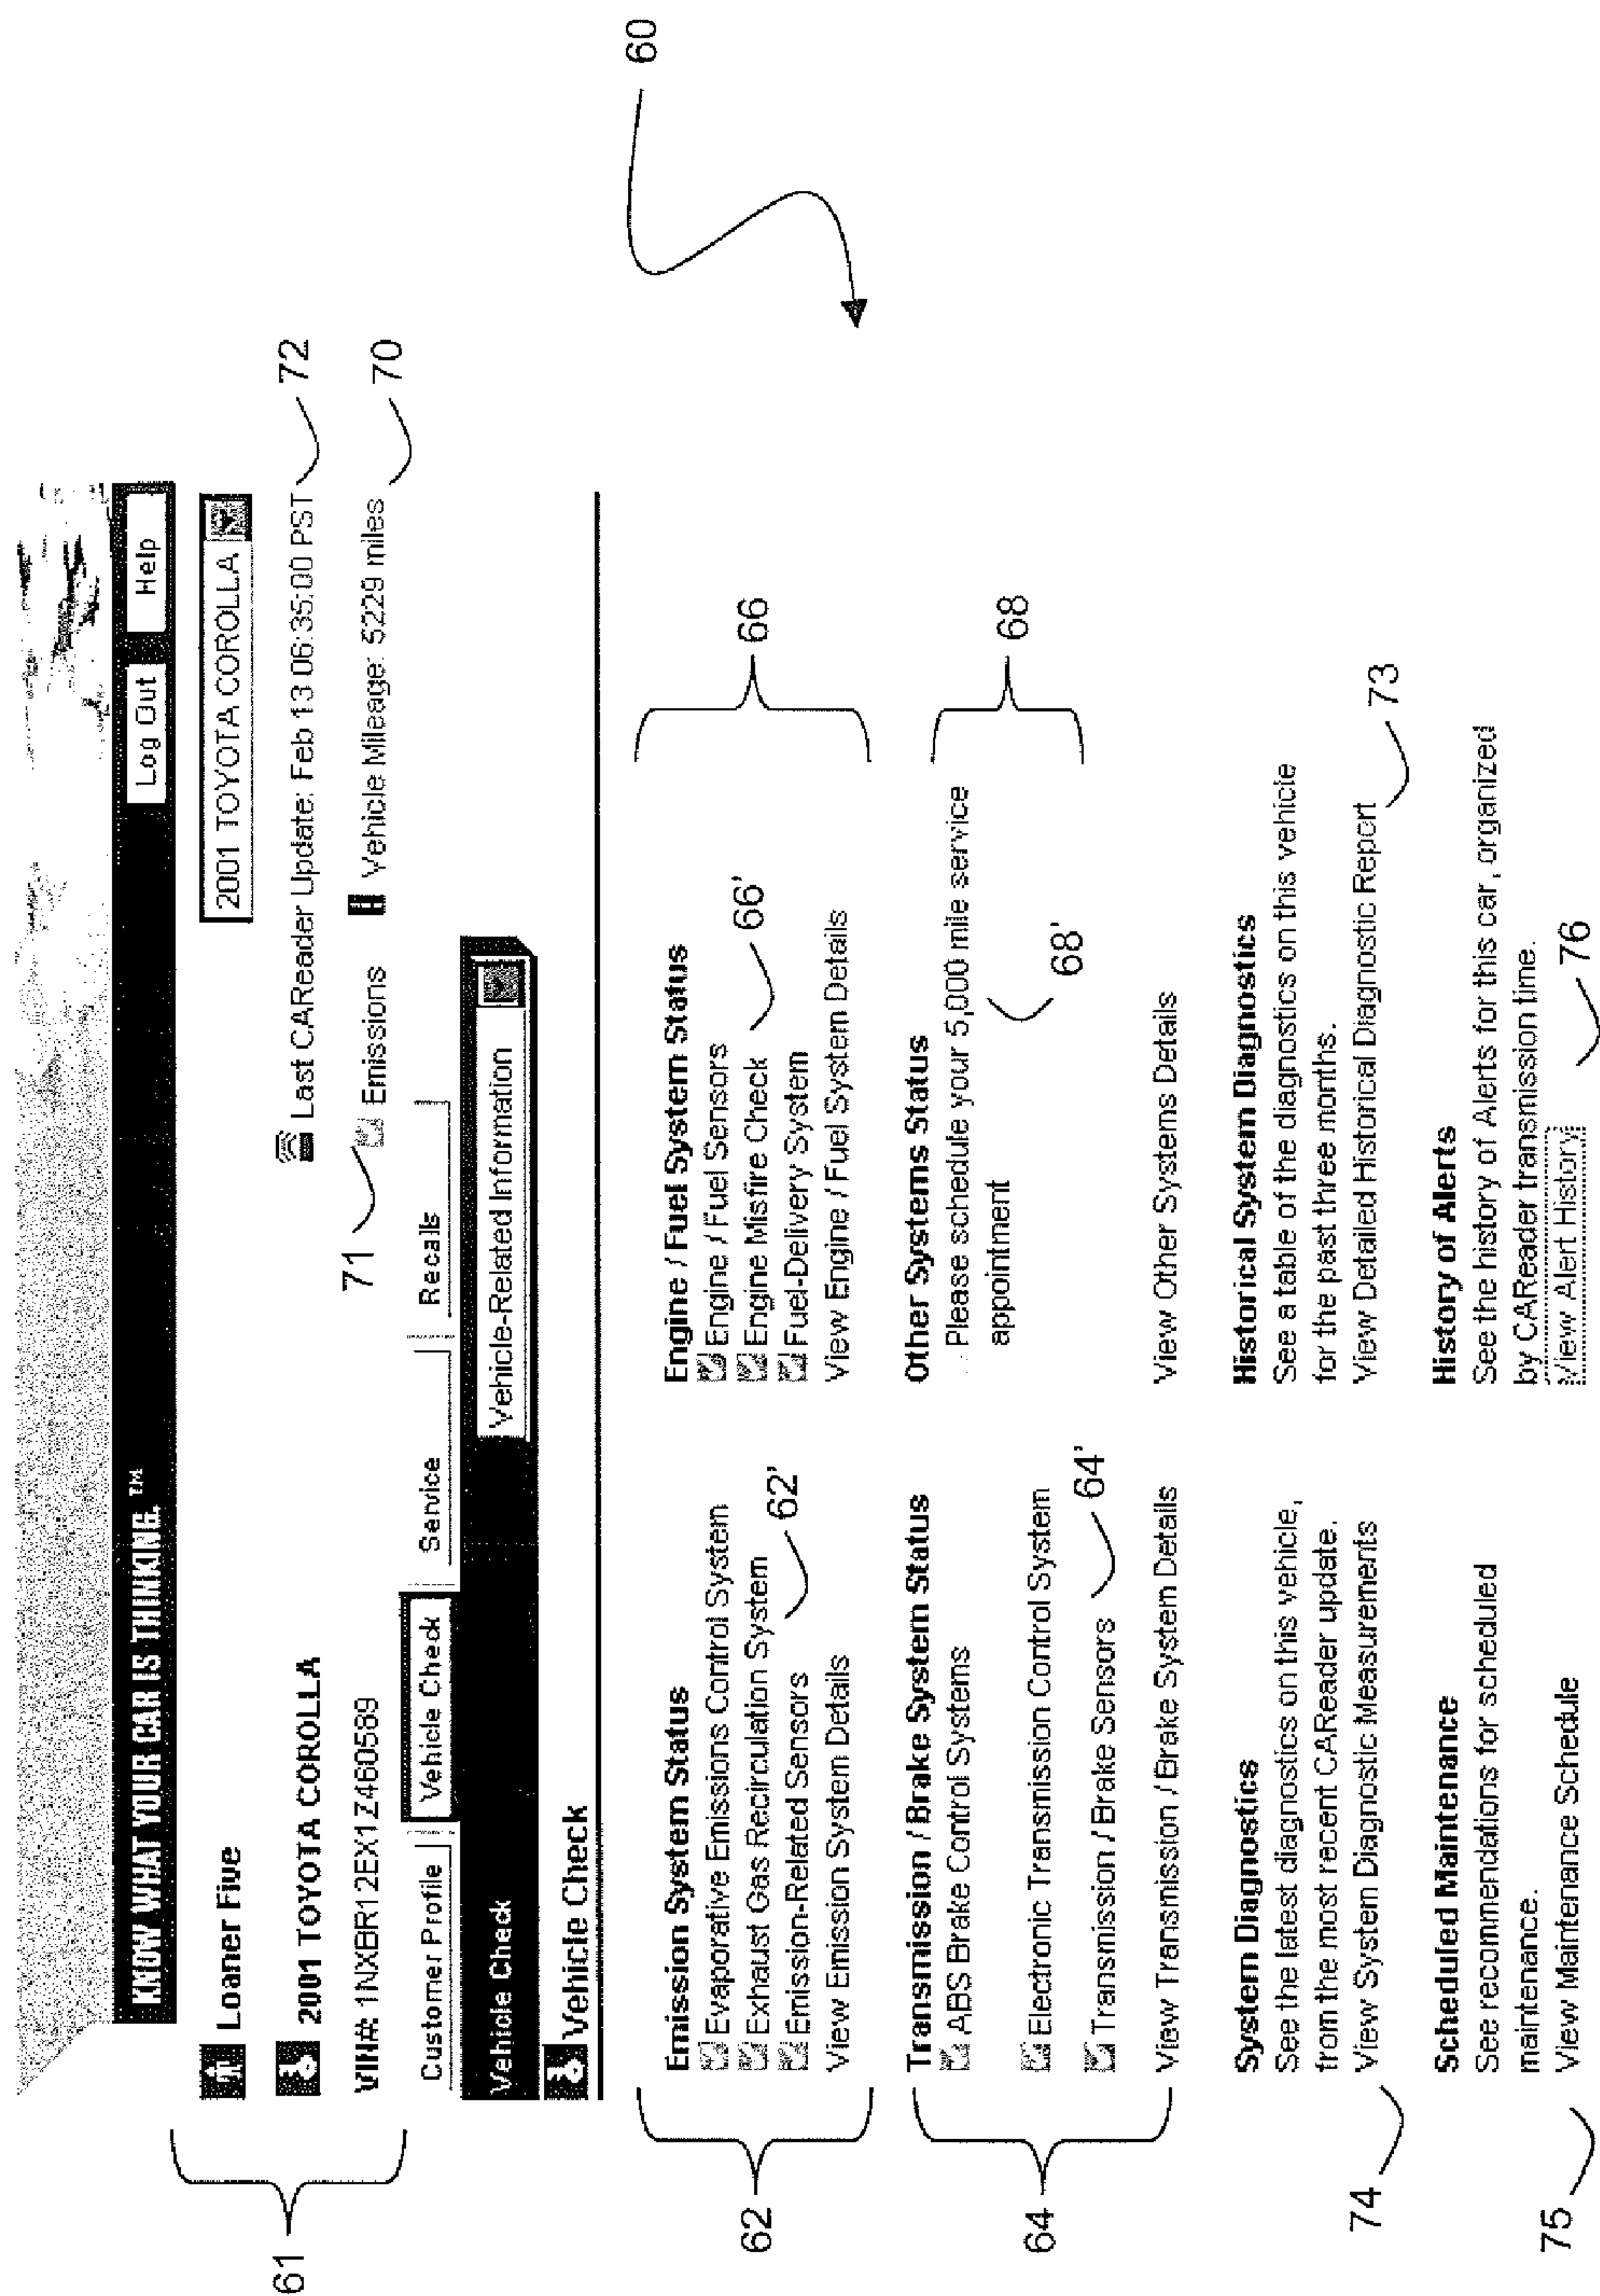 KNOW WHAT YOUR CAR IS THINKING.™
Log Out Help
61
Loaner Five
2001 TOYOTA COROLLA
2001 TOYOTA COROLLA
Last CAReader Update: Feb 13 06:35:00 PST 72
VIN#: 1NXBR12EX1Z460589
71 Emissions Vehicle Mileage: 5229 miles 70
Customer Profile Vehicle Check Service Recalls
Vehicle Check Vehicle-Related Information
Vehicle Check
60
62
Emission System Status
Evaporative Emissions Control System
Exhaust Gas Recirculation System
Emission-Related Sensors 62'
View Emission System Details
Engine / Fuel System Status
Engine / Fuel Sensors
Engine Misfire Check 66'
Fuel-Delivery System
View Engine / Fuel System Details
66
64
Transmission / Brake System Status
ABS Brake Control Systems
Electronic Transmission Control System
Transmission / Brake Sensors 64'
View Transmission / Brake System Details
Other Systems Status
Please schedule your 5,000 mile service
appointment
68'
View Other Systems Details
68
System Diagnostics
See the latest diagnostics on this vehicle,
from the most recent CAReader update.
View System Diagnostic Measurements
74
Historical System Diagnostics
See a table of the diagnostics on this vehicle
for the past three months.
View Detailed Historical Diagnostic Report 73
Scheduled Maintenance
See recommendations for scheduled
maintenance.
View Maintenance Schedule
75
History of Alerts
See the history of Alerts for this car, organized
by CAReader transmission time.
View Alert History
76